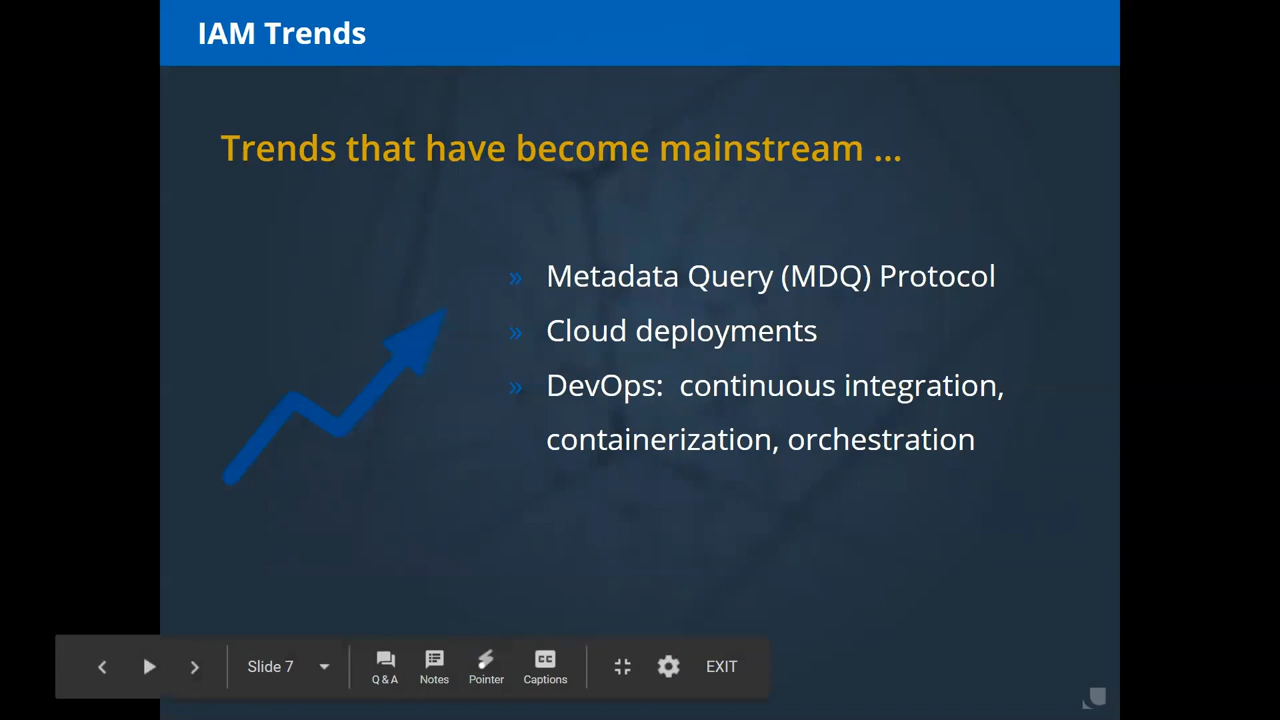 IAM Trends
Trends that have become mainstream ...
» Metadata Query (MDQ) Protocol
» Cloud deployments
» DevOps:  continuous integration,
containerization, orchestration
Slide 7
Q & A
Notes
Pointer
CC
Captions
EXIT